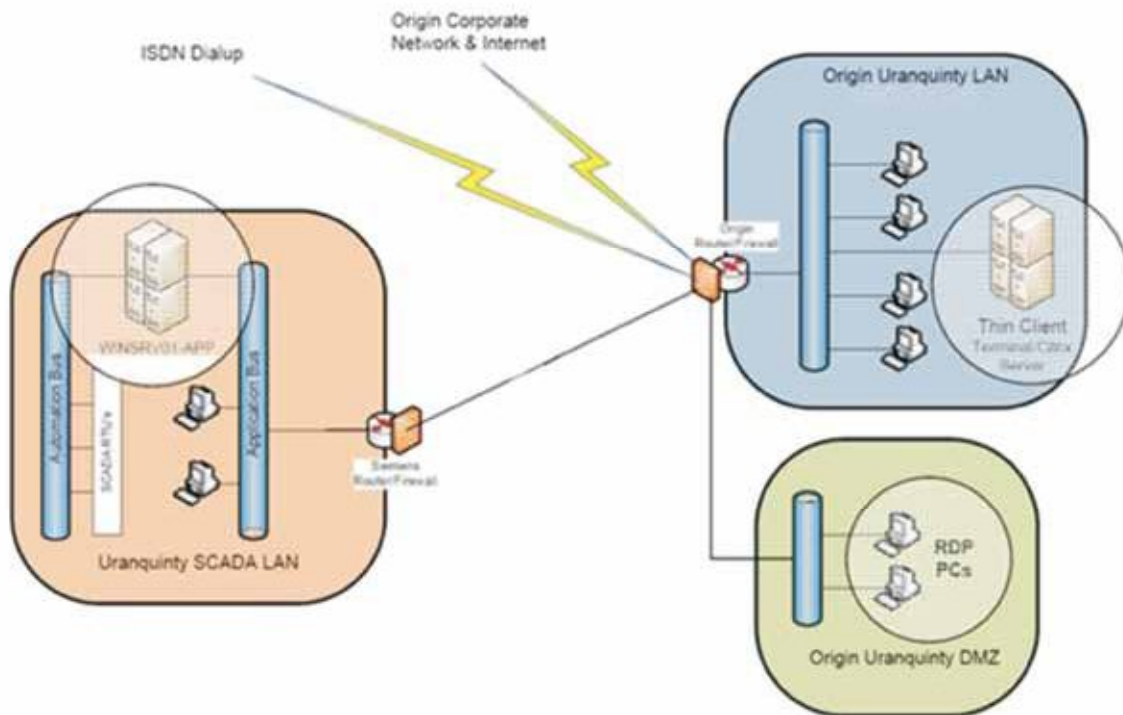 ISDN Dialup
Origin Corporate
Network & Internet
Origin Uranquinty LAN
Origin
Router/Firewall
Thin Client
Terminal/Citrix
Server
WINSRV01-APP
Automation Bus
SCADA RTU's
Application Bus
Siemens
Router/Firewall
Uranquinty SCADA LAN
RDP
PCs
Origin Uranquinty DMZ